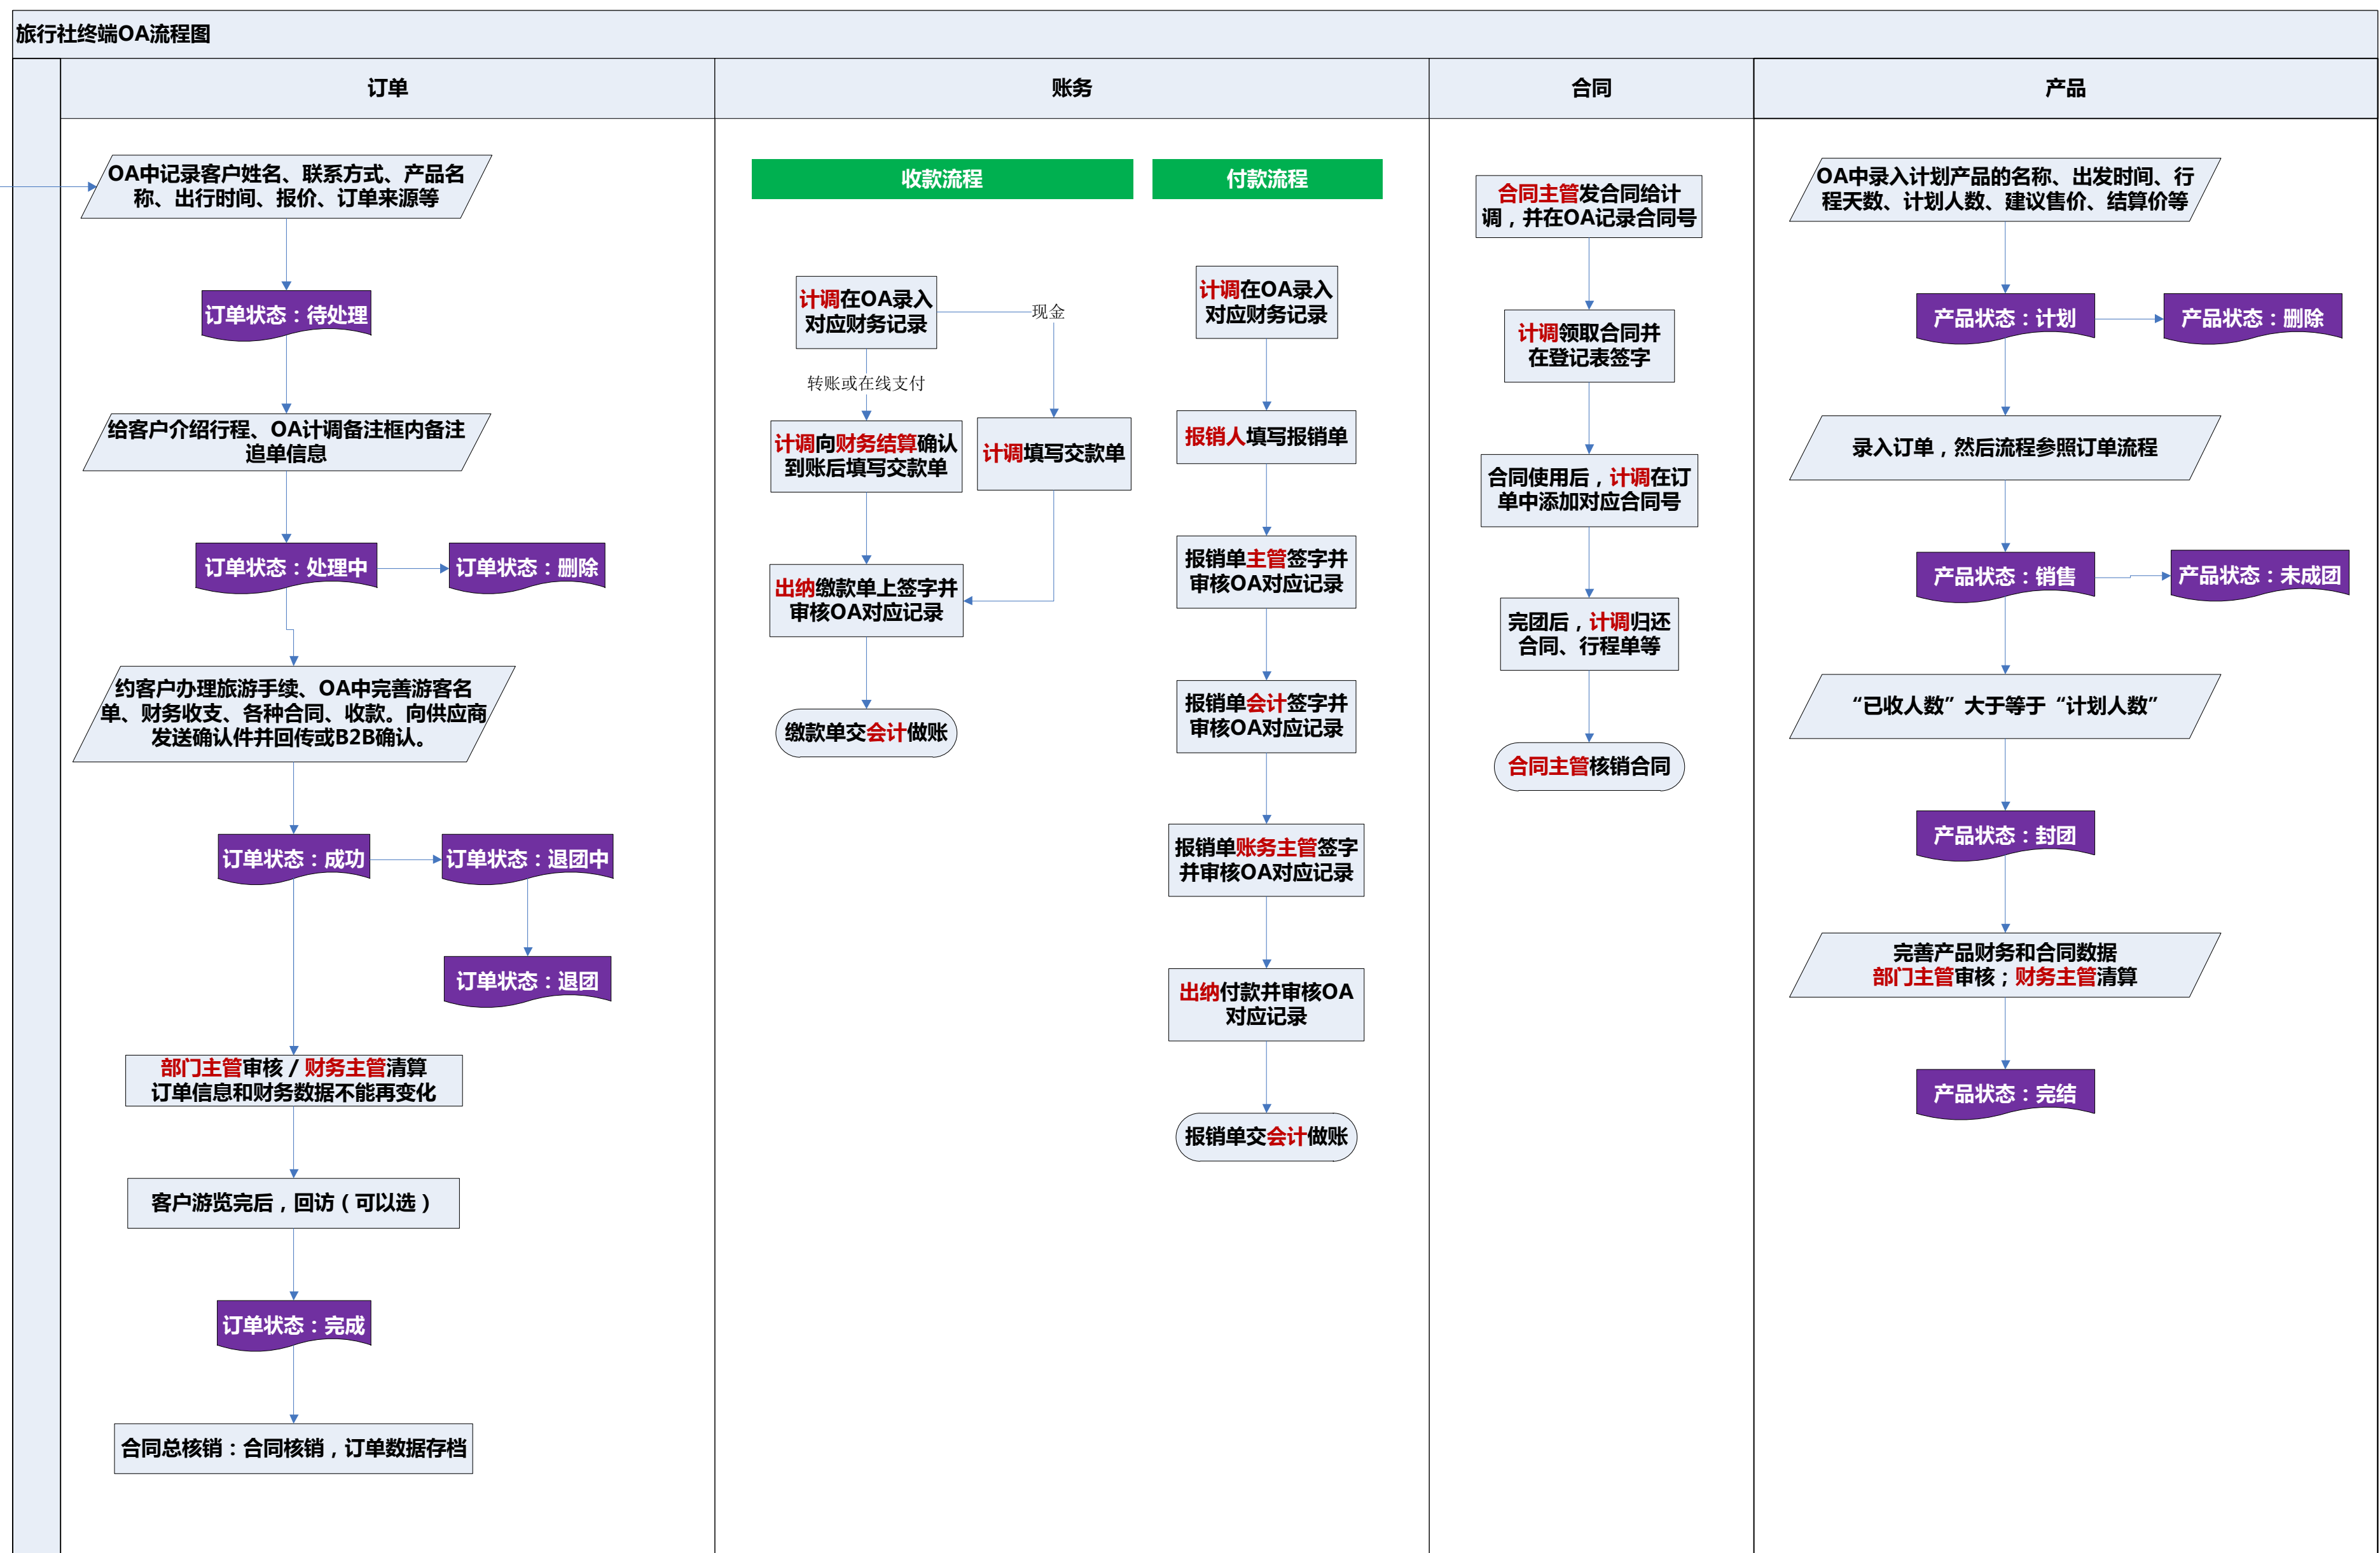 旅行社终端OA流程图
订单
账务
合同
产品
OA中记录客户姓名、联系方式、产品名
称、出行时间、报价、订单来源等
订单状态：待处理
给客户介绍行程、OA计调备注框内备注
追单信息
订单状态：处理中
订单状态：删除
约客户办理旅游手续、OA中完善游客名
单、财务收支、各种合同、收款。向供应商
发送确认件并回传或B2B确认。
订单状态：成功
订单状态：退团中
订单状态：退团
部门主管审核 / 财务主管清算
订单信息和财务数据不能再变化
客户游览完后，回访（可以选）
订单状态：完成
合同总核销：合同核销，订单数据存档
收款流程
计调在OA录入
对应财务记录
现金
转账或在线支付
计调向财务结算确认
到账后填写交款单
计调填写交款单
出纳缴款单上签字并
审核OA对应记录
缴款单交会计做账
付款流程
计调在OA录入
对应财务记录
报销人填写报销单
报销单主管签字并
审核OA对应记录
报销单会计签字并
审核OA对应记录
报销单账务主管签字
并审核OA对应记录
出纳付款并审核OA
对应记录
报销单交会计做账
合同主管发合同给计
调，并在OA记录合同号
计调领取合同并
在登记表签字
合同使用后，计调在订
单中添加对应合同号
完团后，计调归还
合同、行程单等
合同主管核销合同
OA中录入计划产品的名称、出发时间、行
程天数、计划人数、建议售价、结算价等
产品状态：计划
产品状态：删除
录入订单，然后流程参照订单流程
产品状态：销售
产品状态：未成团
“已收人数”大于等于“计划人数”
产品状态：封团
完善产品财务和合同数据
部门主管审核；财务主管清算
产品状态：完结